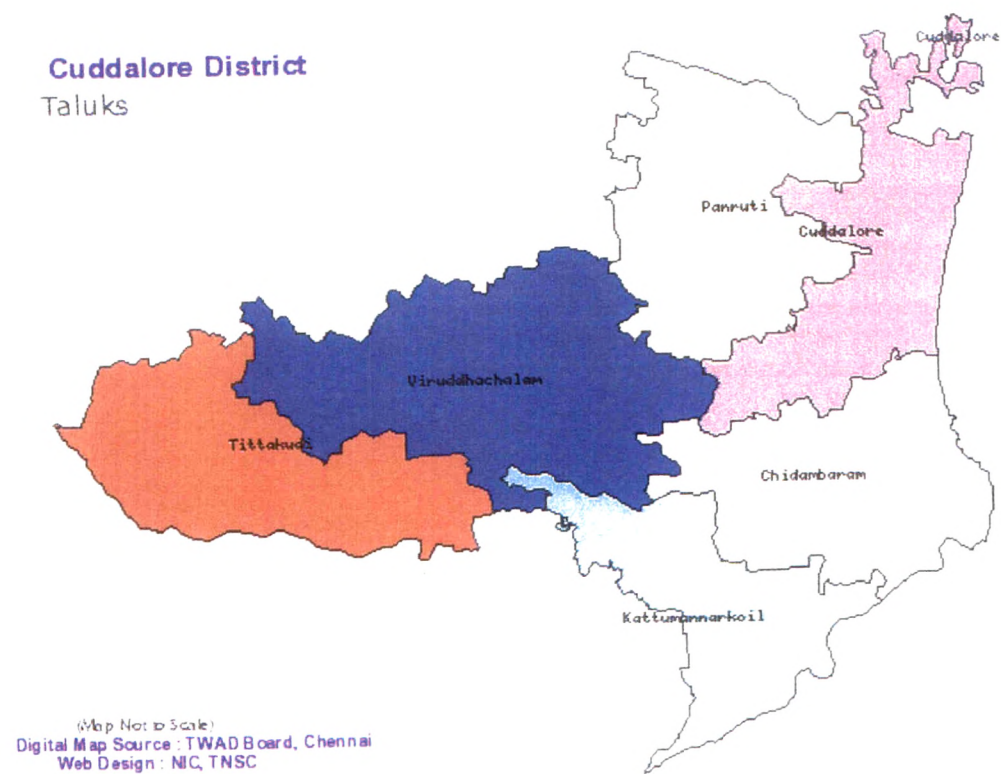 Cuddalore District
Taluks
Cuddalore
Panruti
Cuddalore
Viruddhachalam
Tittakudi
Chidambaram
Kattumannarkoil
(Map Not to Scale)
Digital Map Source : TWAD Board, Chennai
Web Design : NIC, TNSC